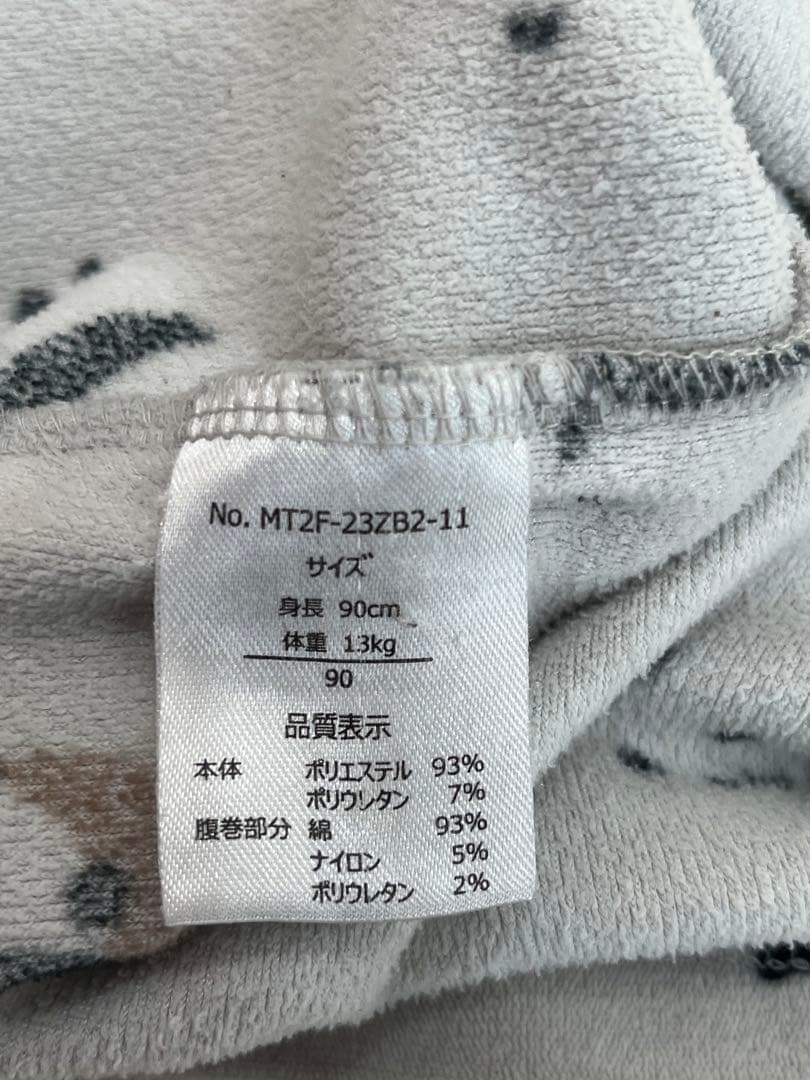 No. MT2F-23ZB2-11
サイズ
身長 90cm
体重 13kg
90
品質表示
本体 ポリエステル 93%
ポリウレタン 7%
腹巻部分 綿 93%
ナイロン 5%
ポリウレタン 2%